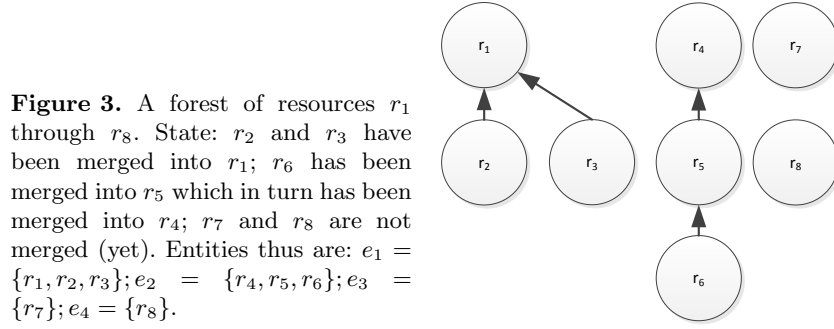 Figure 3. A forest of resources r₁
through r₈. State: r₂ and r₃ have
been merged into r₁; r₆ has been
merged into r₅ which in turn has been
merged into r₄; r₇ and r₈ are not
merged (yet). Entities thus are: e₁ =
{r₁, r₂, r₃}; e₂ = {r₄, r₅, r₆}; e₃ =
{r₇}; e₄ = {r₈}.
r₁
r₄
r₇
r₂
r₃
r₅
r₈
r₆